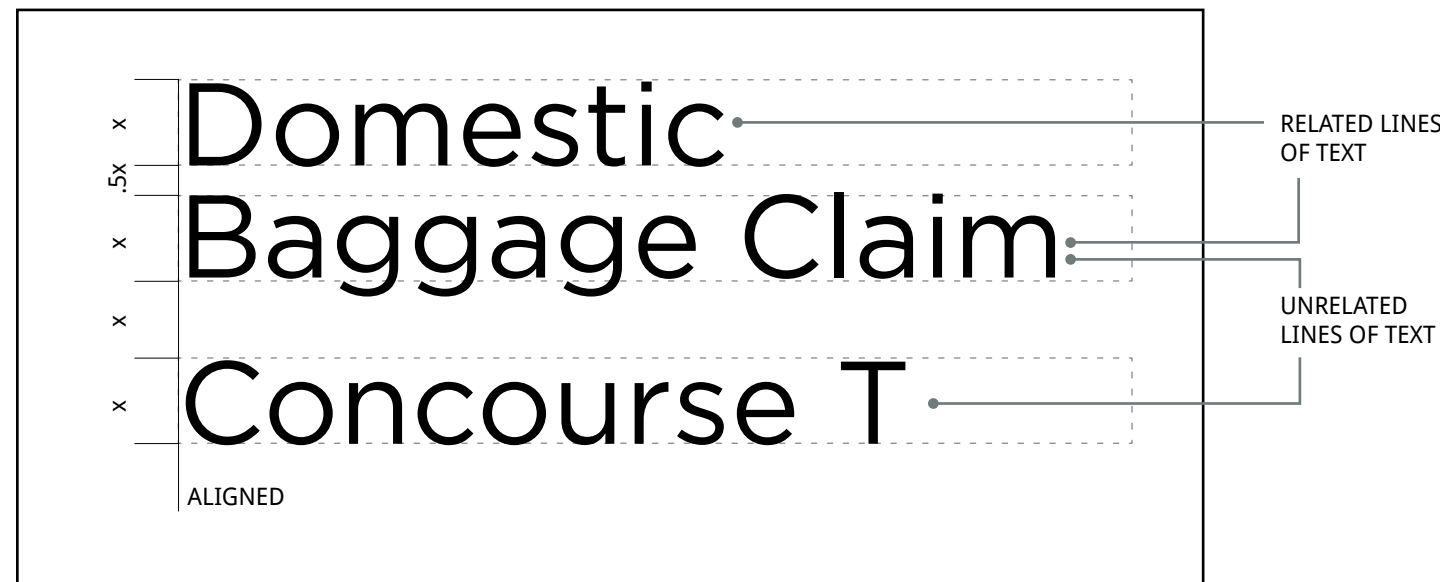 x
Domestic
RELATED LINES
OF TEXT
.5x
x
Baggage Claim
x
UNRELATED
LINES OF TEXT
x
Concourse T
ALIGNED